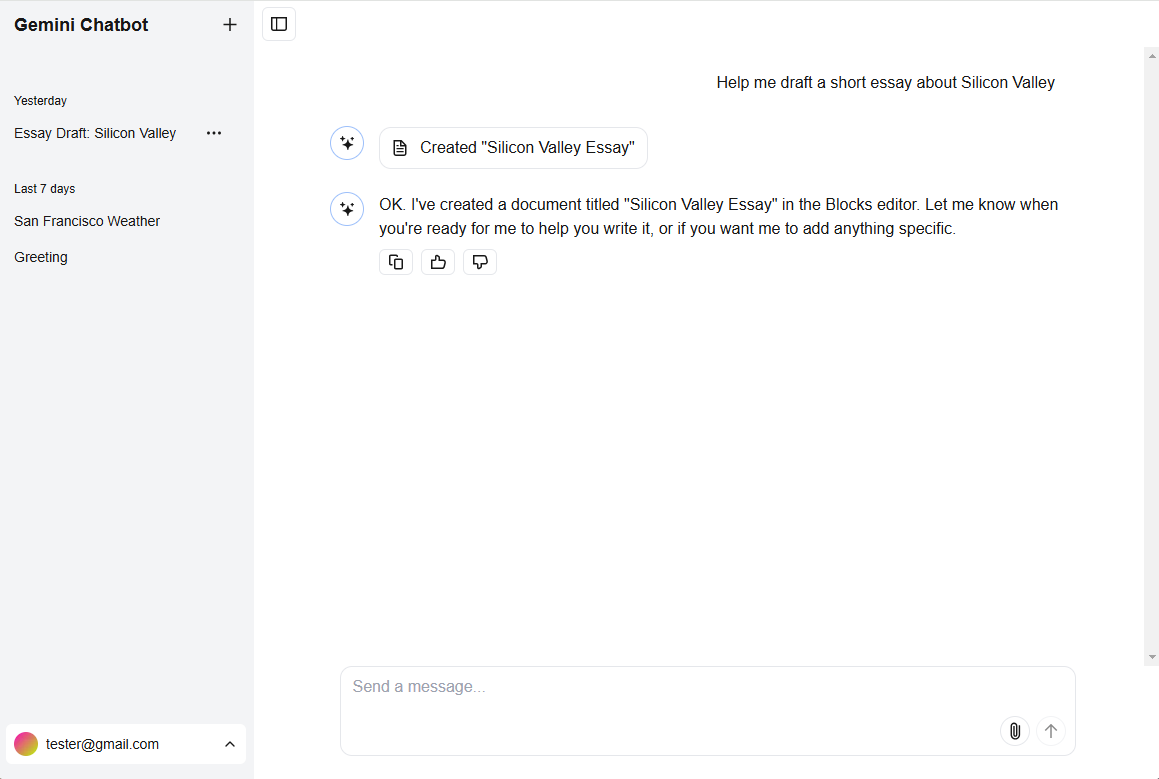 Gemini Chatbot
Yesterday
Essay Draft: Silicon Valley
Last 7 days
San Francisco Weather
Greeting
tester@gmail.com
Help me draft a short essay about Silicon Valley
Created "Silicon Valley Essay"
OK. I've created a document titled "Silicon Valley Essay" in the Blocks editor. Let me know when
you're ready for me to help you write it, or if you want me to add anything specific.
Send a message...